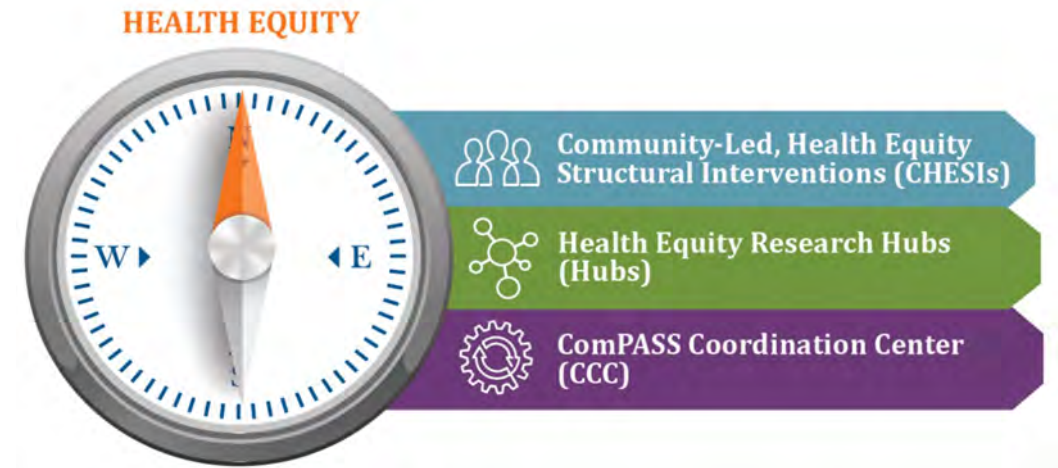 HEALTH EQUITY
W
E
Community-Led, Health Equity
Structural Interventions (CHESIs)
Health Equity Research Hubs
(Hubs)
ComPASS Coordination Center
(CCC)